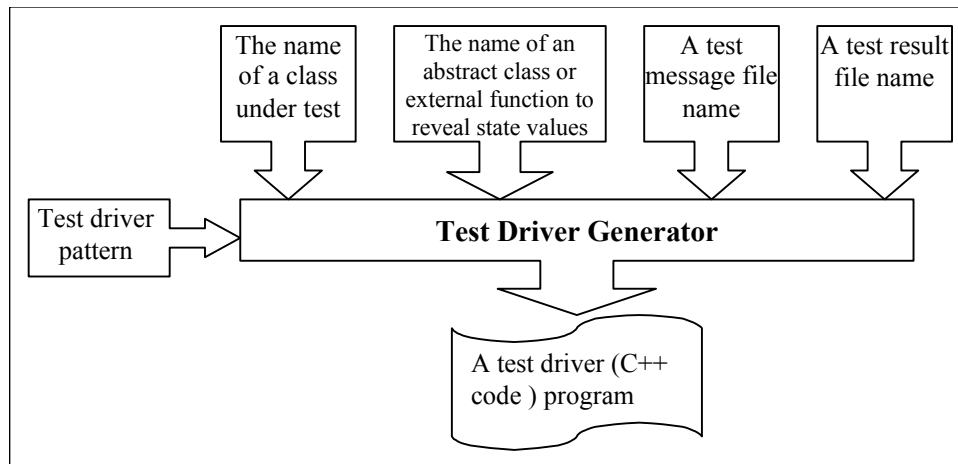 The name
of a class
under test
The name of an
abstract class or
external function to
reveal state values
A test
message file
name
A test result
file name
Test driver
pattern
Test Driver Generator
A test driver (C++
code ) program